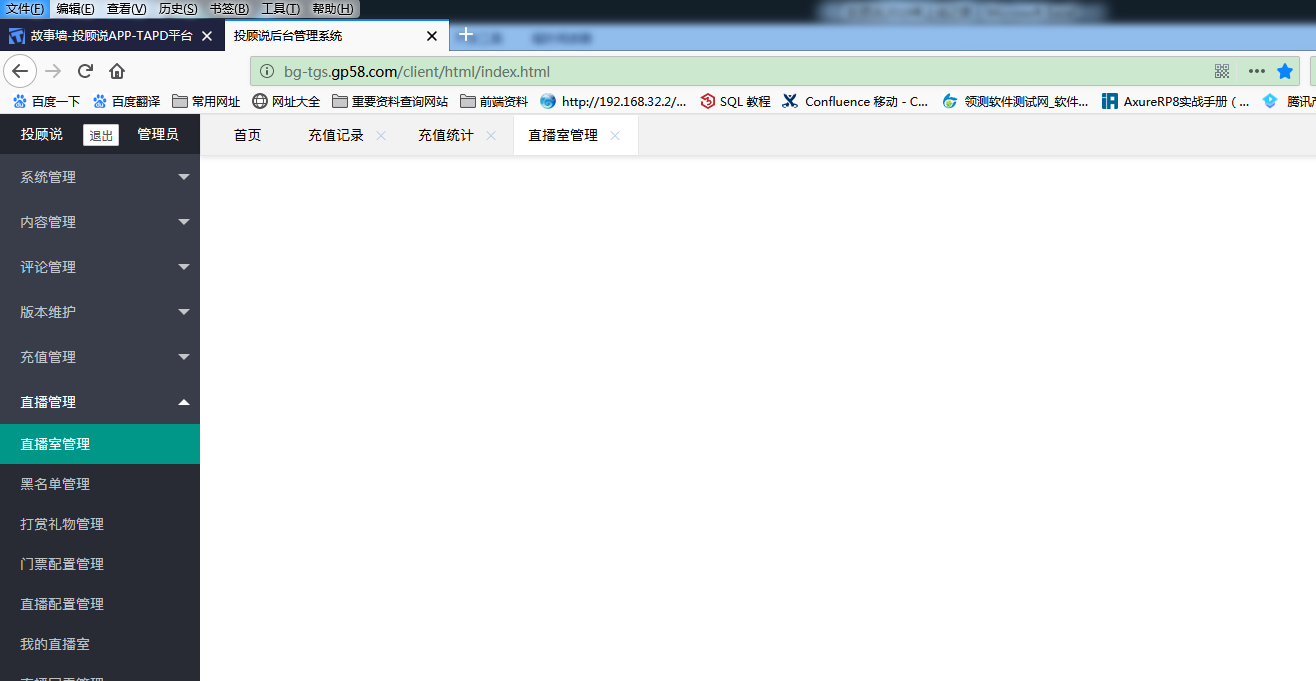 文件(F) 编辑(E) 查看(V) 历史(S) 书签(B) 工具(T) 帮助(H)
故事墙-投顾说APP-TAPD平台 投顾说后台管理系统
bg-tgs.gp58.com/client/html/index.html
百度一下 百度翻译 常用网址 网址大全 重要资料查询网站 前端资料 http://192.168.32.2/... SQL 教程 Confluence 移动 - C... 领测软件测试网_软件... AxureRP8实战手册 ( ... 腾讯
投顾说 退出 管理员 首页 充值记录 充值统计 直播室管理
系统管理
内容管理
评论管理
版本维护
充值管理
直播管理
直播室管理
黑名单管理
打赏礼物管理
门票配置管理
直播配置管理
我的直播室